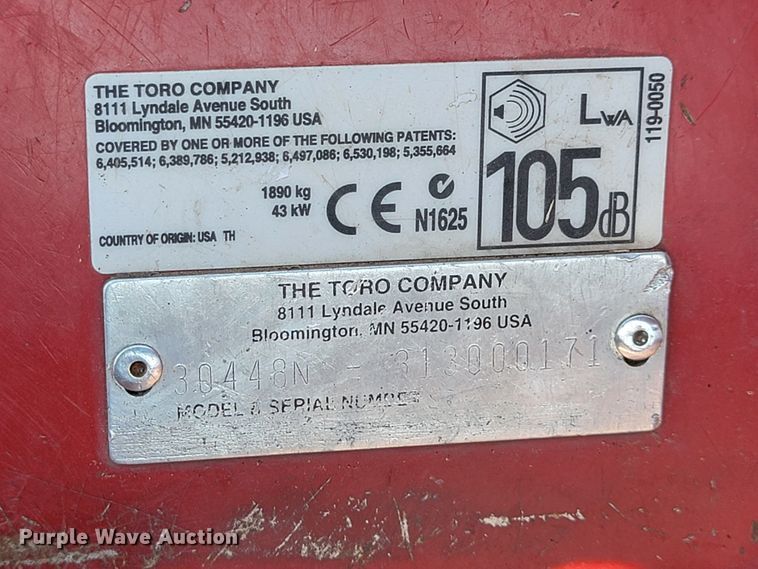 THE TORO COMPANY
8111 Lyndale Avenue South
Bloomington, MN 55420-1196 USA
COVERED BY ONE OR MORE OF THE FOLLOWING PATENTS:
6,405,514; 6,389,786; 5,212,938; 6,497,086; 6,530,198; 5,355,664
1890 kg
43 kW
CE
N1625
COUNTRY OF ORIGIN: USA TH
LWA
105dB
119-0050
THE TORO COMPANY
8111 Lyndale Avenue South
Bloomington, MN 55420-1196 USA
30448N - 313000171
MODEL & SERIAL NUMBER
Purple Wave Auction